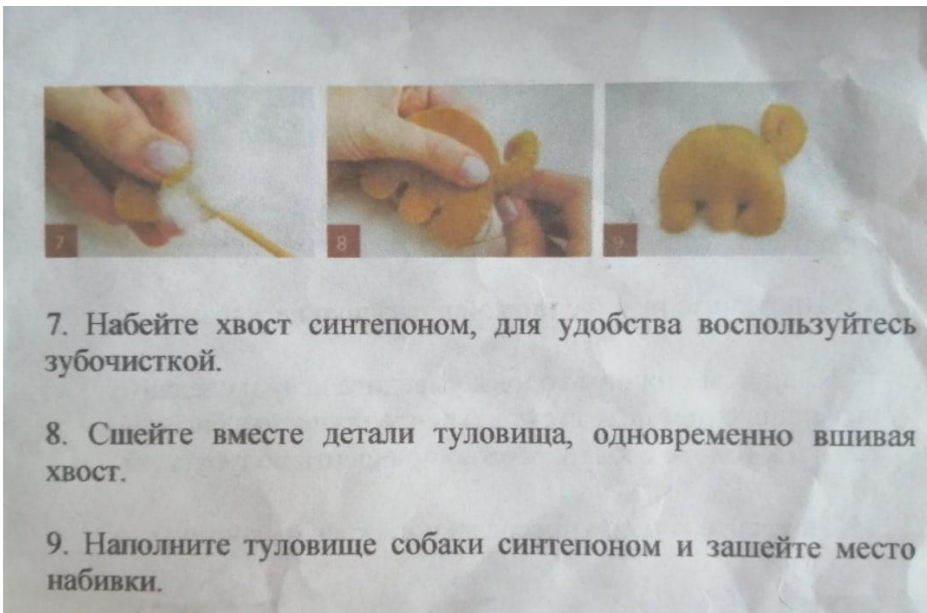 7
8
9
7. Набейте хвост синтепоном, для удобства воспользуйтесь
зубочисткой.
8. Сшейте вместе детали туловища, одновременно вшивая
хвост.
9. Наполните туловище собаки синтепоном и зашейте место
набивки.